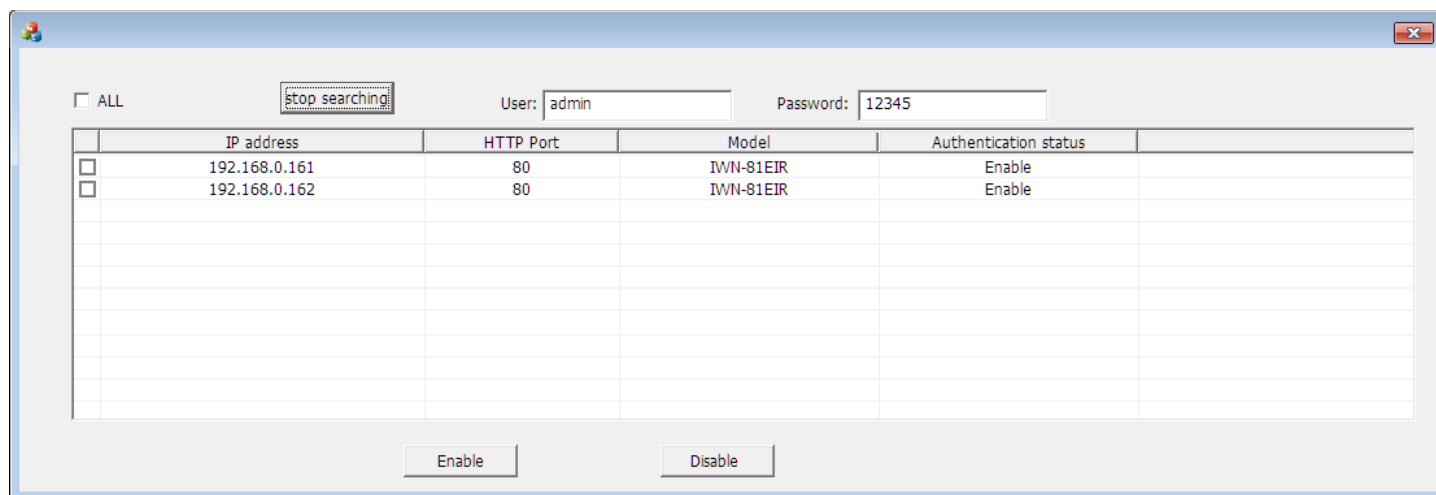 ALL stop searching User: admin Password: 12345
IP address HTTP Port Model Authentication status
192.168.0.161 80 IWN-81EIR Enable
192.168.0.162 80 IWN-81EIR Enable
Enable Disable